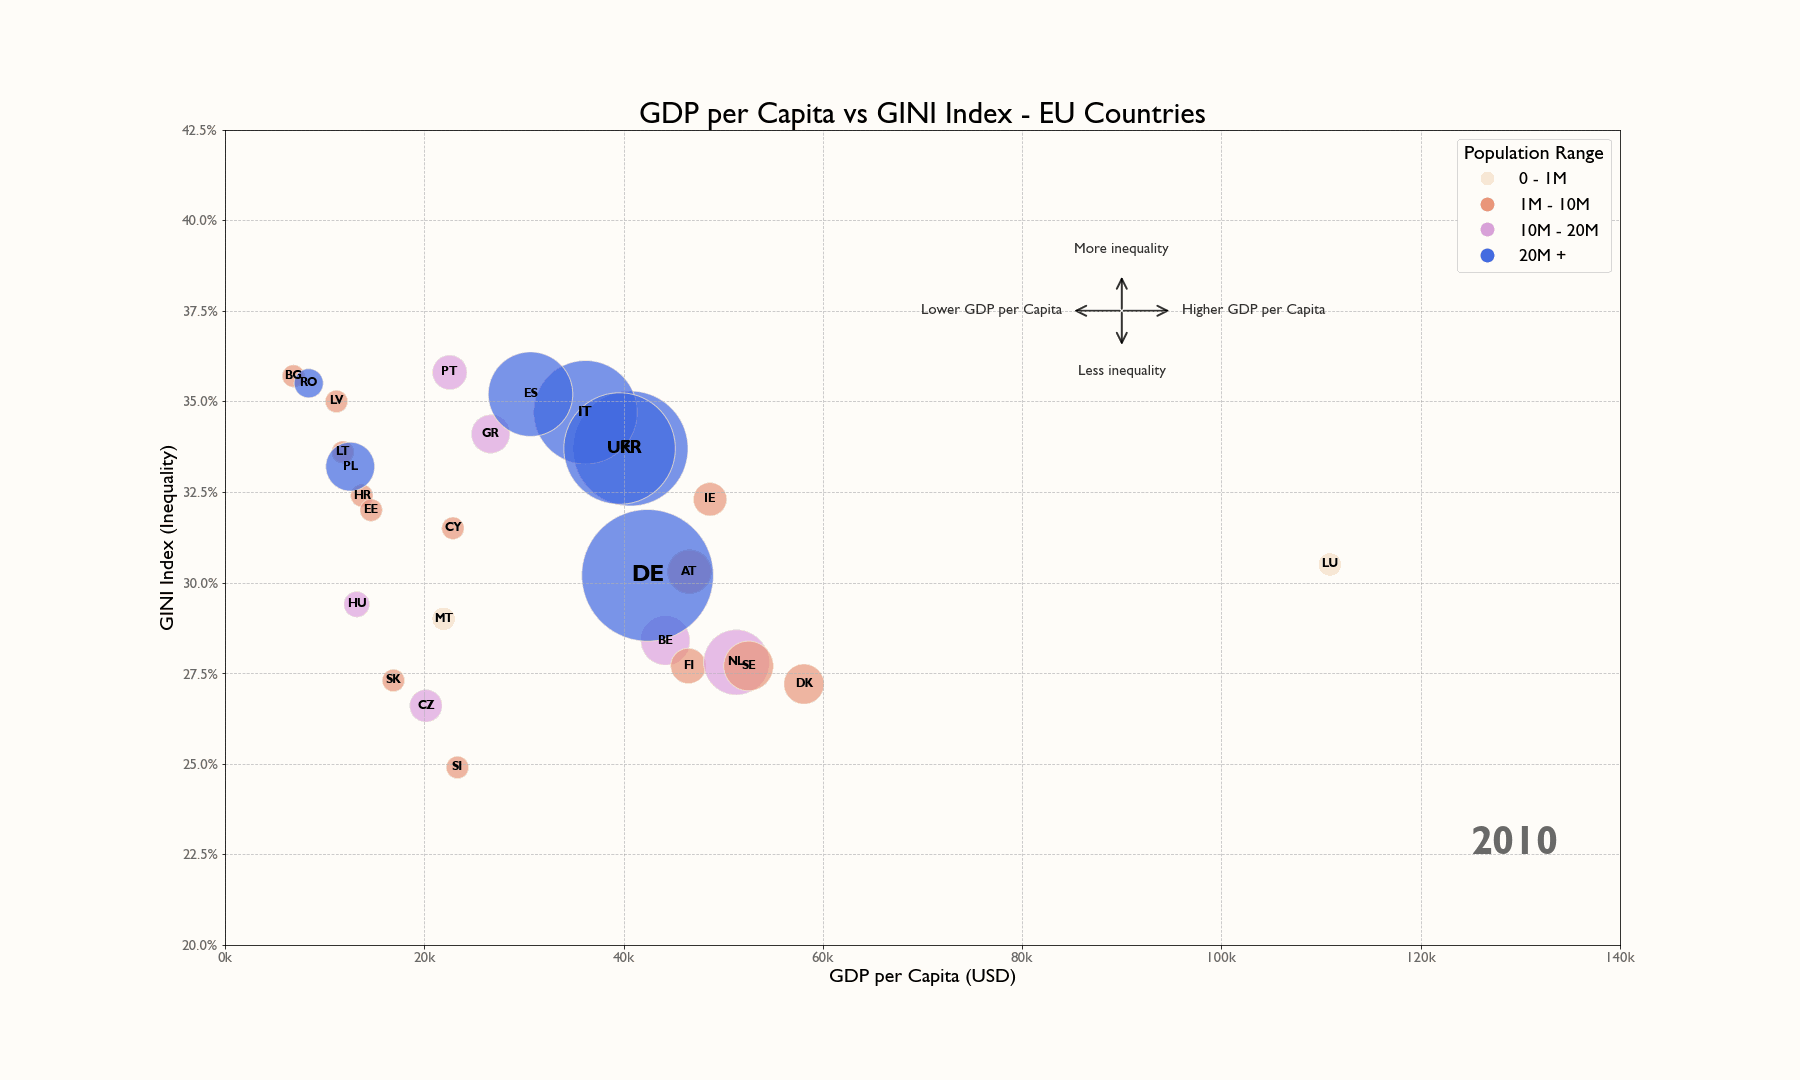 GDP per Capita vs GINI Index - EU Countries
42.5%
40.0%
37.5%
35.0%
32.5%
30.0%
27.5%
25.0%
22.5%
20.0%
GINI Index (Inequality)
Population Range
0 - 1M
1M - 10M
10M - 20M
20M +
More inequality
Lower GDP per Capita
Higher GDP per Capita
Less inequality
BG
RO
PT
LV
ES
IT
GR
UK
FR
LT
PL
HR
EE
IE
CY
LU
DE
AT
HU
MT
BE
FI
NL
SE
SK
DK
CZ
SI
2010
0k
20k
40k
60k
80k
100k
120k
140k
GDP per Capita (USD)